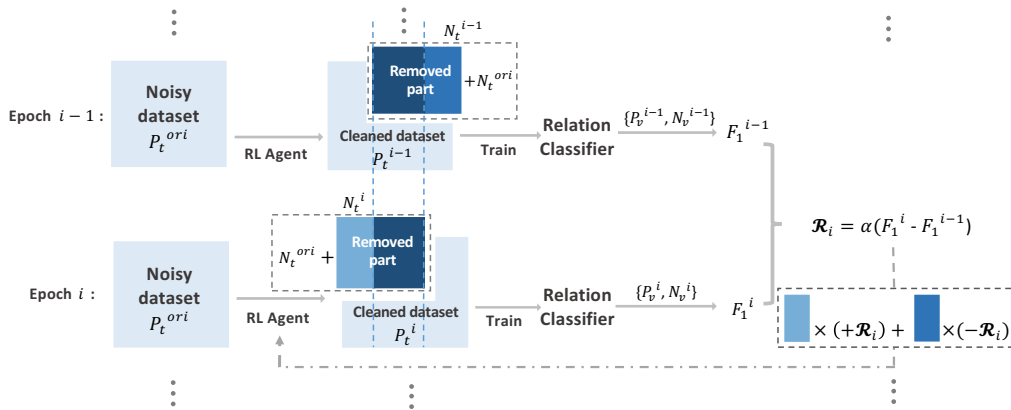 Epoch i − 1 :
Noisy
dataset
P_t^{ori}
RL Agent
N_t^{i-1}
Removed
part
+ N_t^{ori}
Cleaned dataset
P_t^{i-1}
Train
Relation
Classifier
{P_v^{i-1}, N_v^{i-1}}
F_1^{i-1}
𝓡_i = α(F_1^i - F_1^{i-1})
Epoch i :
Noisy
dataset
P_t^{ori}
RL Agent
N_t^i
N_t^{ori} +
Removed
part
Cleaned dataset
P_t^i
Train
Relation
Classifier
{P_v^i, N_v^i}
F_1^i
× (+𝓡_i) + ×(−𝓡_i)